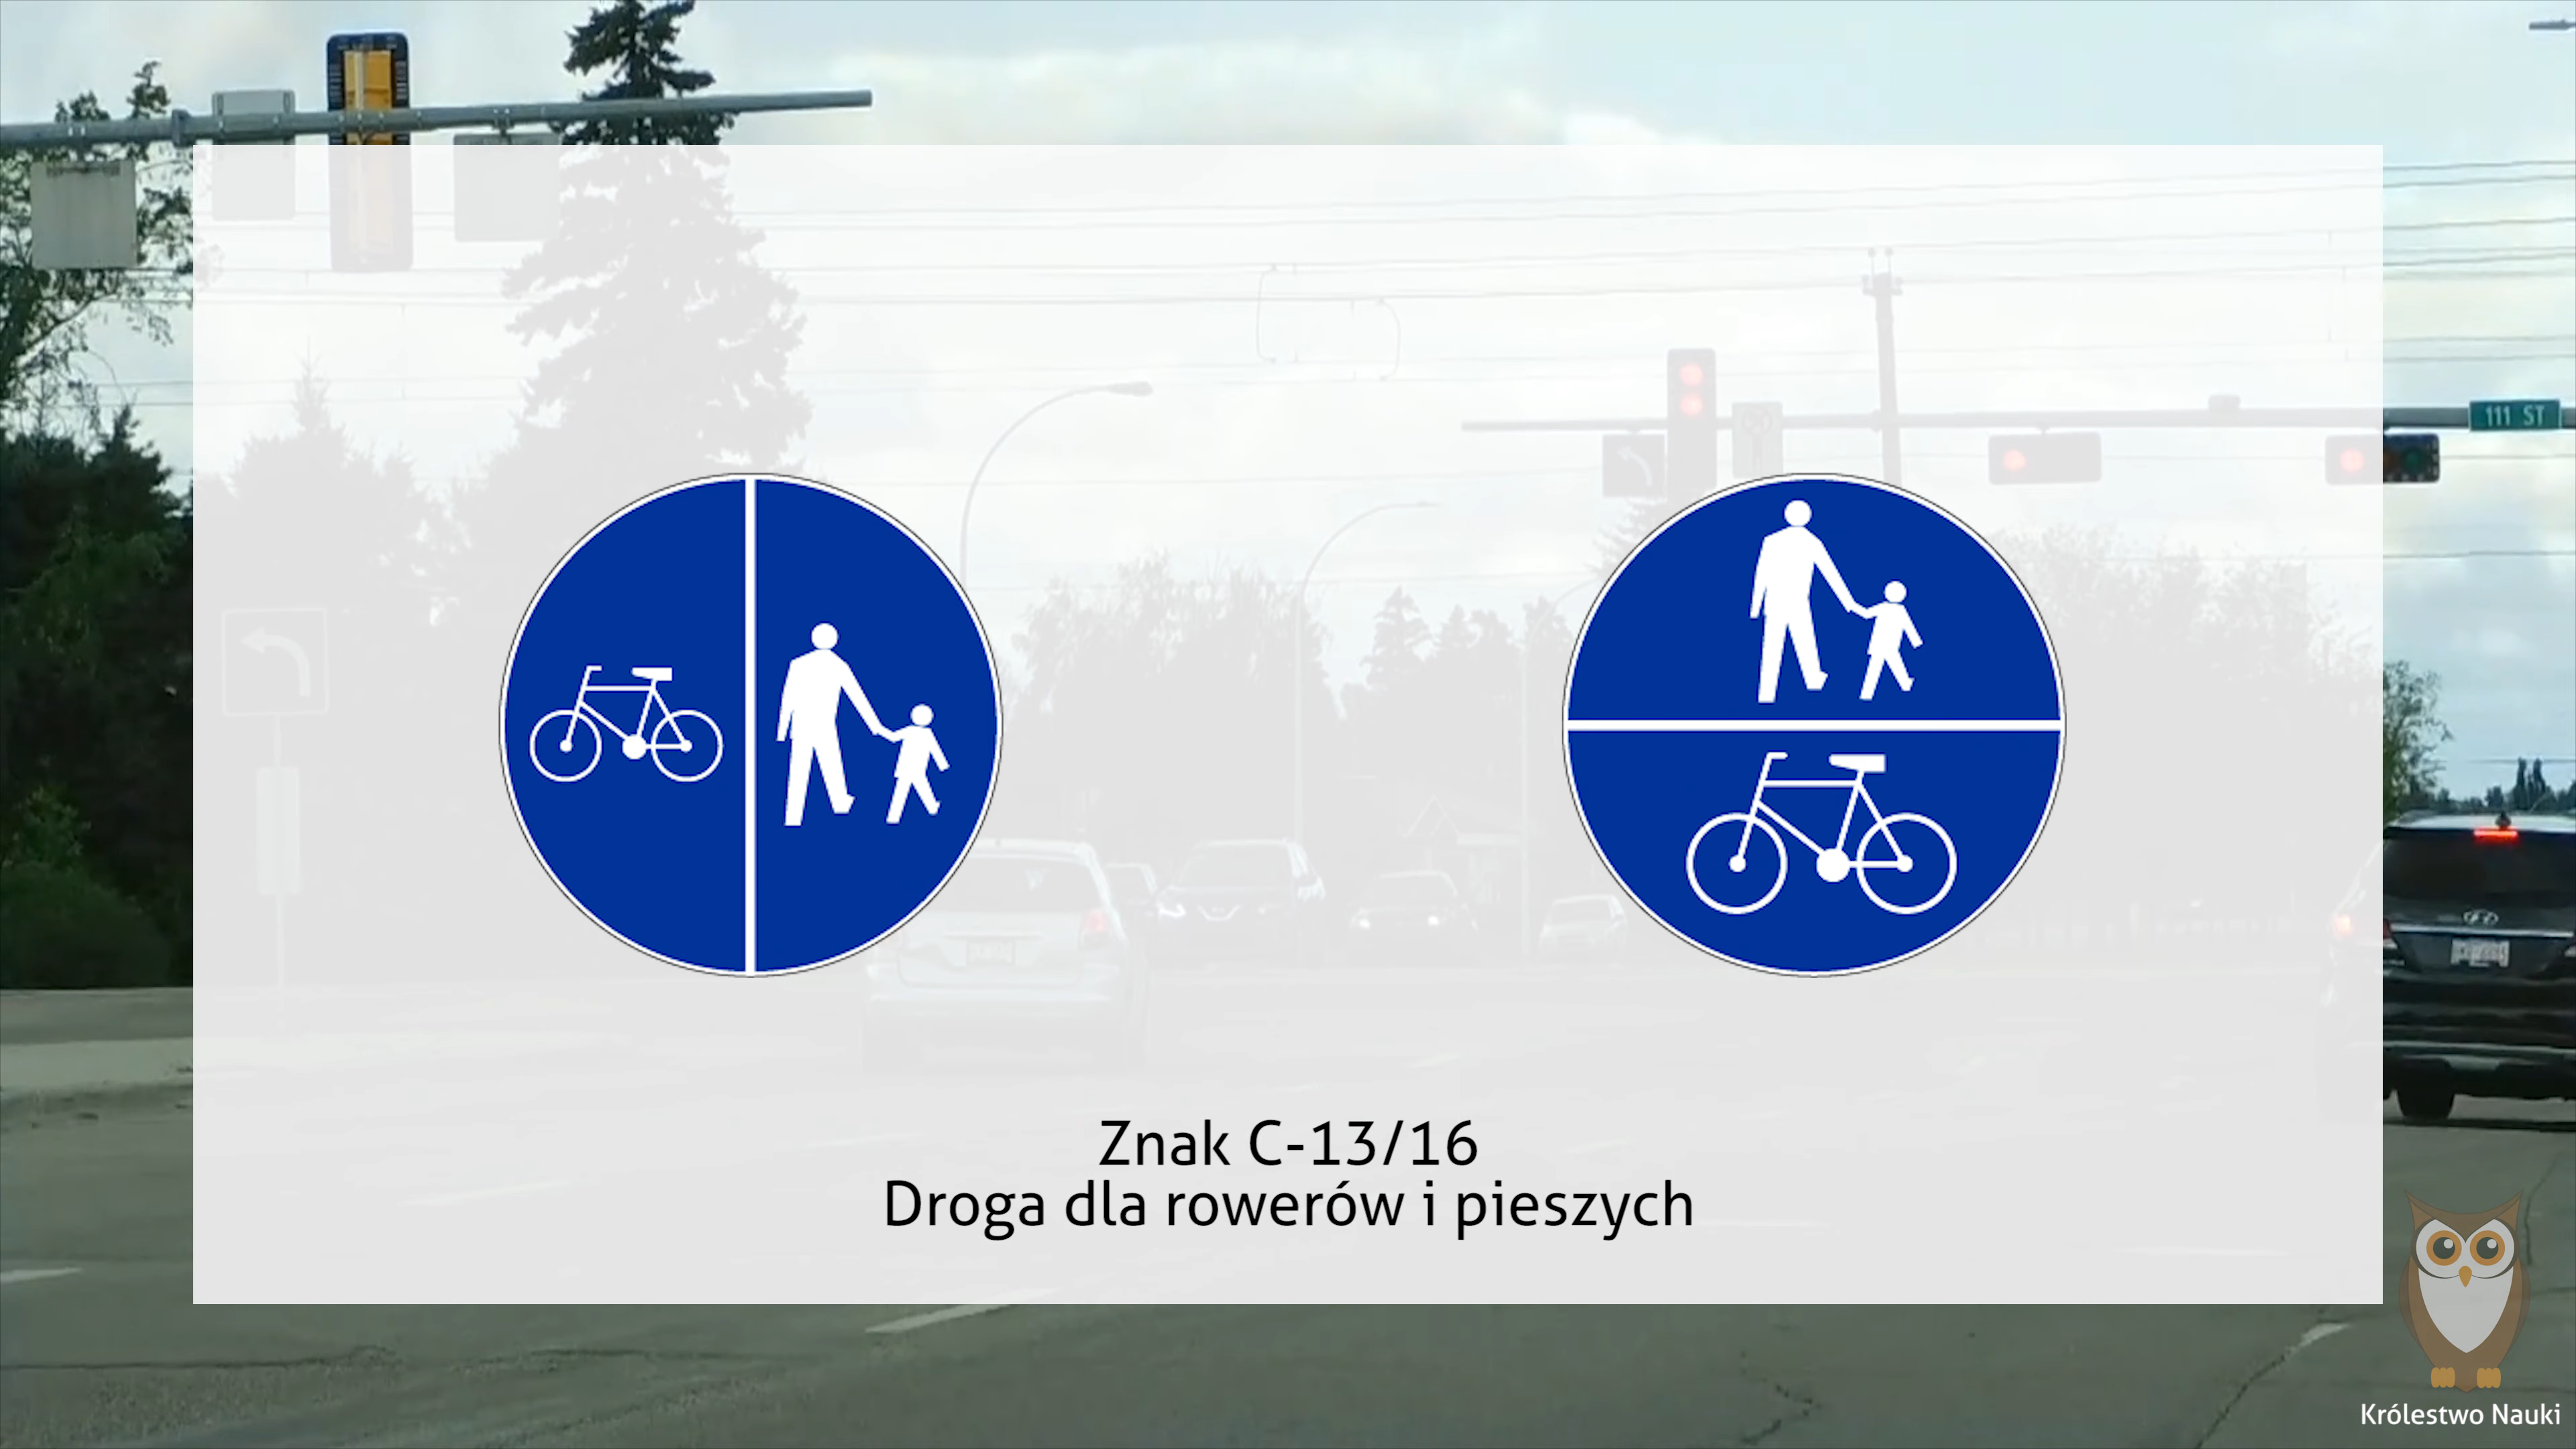 111 ST
Znak C-13/16
Droga dla rowerów i pieszych
Królestwo Nauki